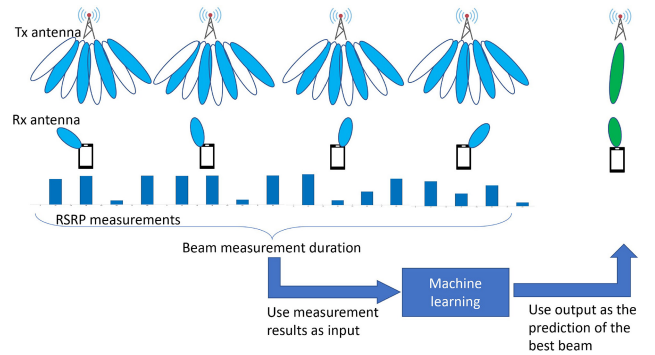 Tx antenna
Rx antenna
RSRP measurements
Beam measurement duration
Machine
learning
Use measurement
results as input
Use output as the
prediction of the
best beam